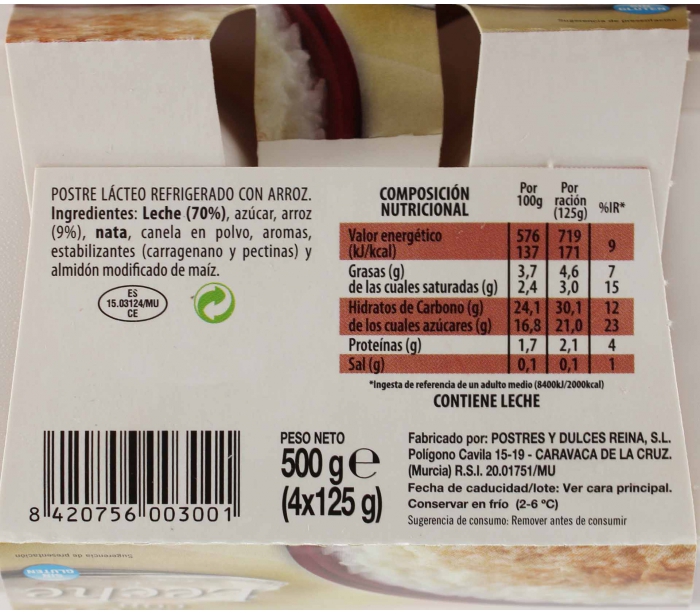 POSTRE LÁCTEO REFRIGERADO CON ARROZ.
Ingredientes: Leche (70%), azúcar, arroz
(9%), nata, canela en polvo, aromas,
estabilizantes (carragenano y pectinas) y
almidón modificado de maíz.
ES
15.03124/MU
CE
COMPOSICIÓN NUTRICIONAL Por 100g Por ración (125g) %IR*
Valor energético 576 719
(kJ/kcal) 137 171 9
Grasas (g) 3,7 4,6 7
de las cuales saturadas (g) 2,4 3,0 15
Hidratos de Carbono (g) 24,1 30,1 12
de los cuales azúcares (g) 16,8 21,0 23
Proteínas (g) 1,7 2,1 4
Sal (g) 0,1 0,1 1
*Ingesta de referencia de un adulto medio (8400kJ/2000kcal)
CONTIENE LECHE
8 420756 003001
PESO NETO
500 g e
(4x125 g)
Fabricado por: POSTRES Y DULCES REINA, S.L.
Polígono Cavila 15-19 - CARAVACA DE LA CRUZ.
(Murcia) R.S.I. 20.01751/MU
Fecha de caducidad/lote: Ver cara principal.
Conservar en frío (2-6 ºC)
Sugerencia de consumo: Remover antes de consumir
Sugerencia de presentación
SIN GLUTEN
con
Leche